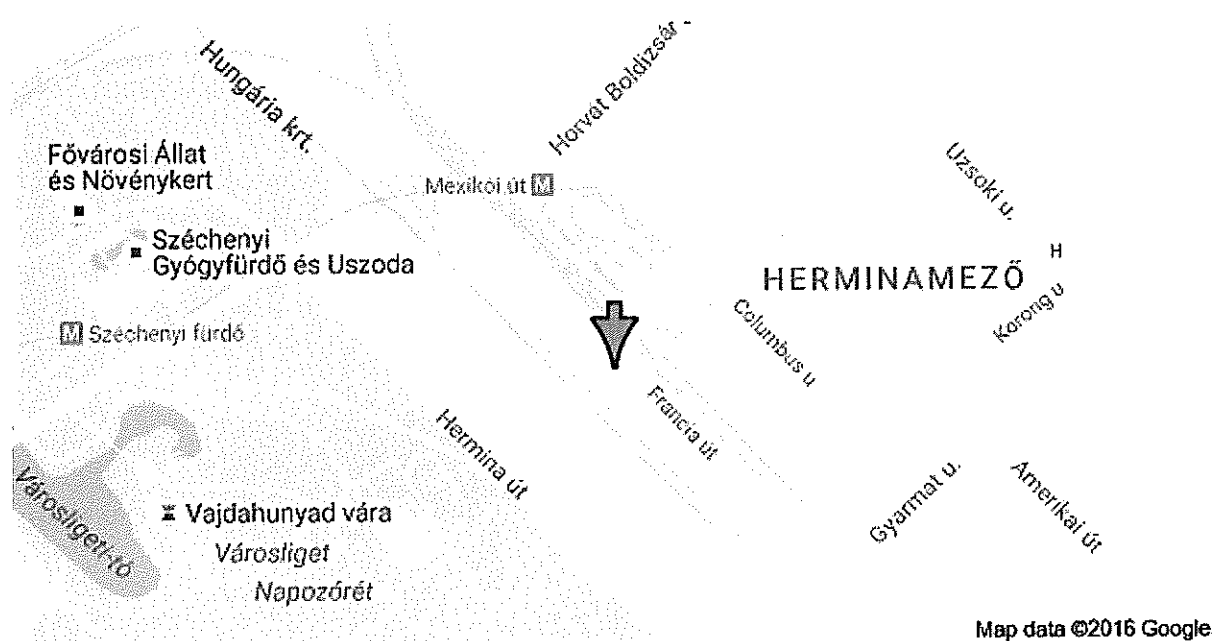 Hungária krt.
Horvát Boldizsár
Fővárosi Állat
és Növénykert
Mexikói út M
Uzsoki u.
Széchenyi
Gyógyfürdő és Uszoda
H
HERMINAMEZŐ
Korong u
Columbus u
M Széchenyi fürdő
Francia út
Hermina út
Gyarmat u.
Amerikai út
Városligeti-tó
Vajdahunyad vára
Városliget
Napozórét
Map data ©2016 Google